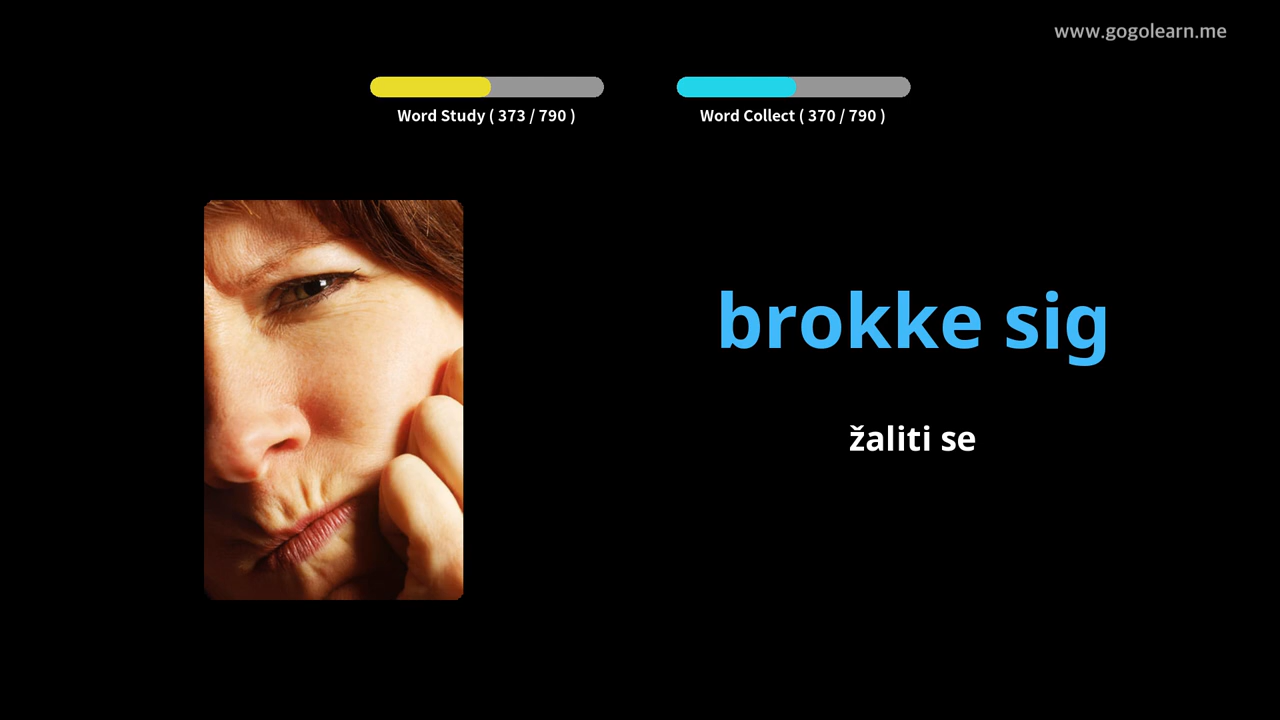 www.gogolearn.me
Word Study ( 373 / 790 )
Word Collect ( 370 / 790 )
brokke sig
žaliti se